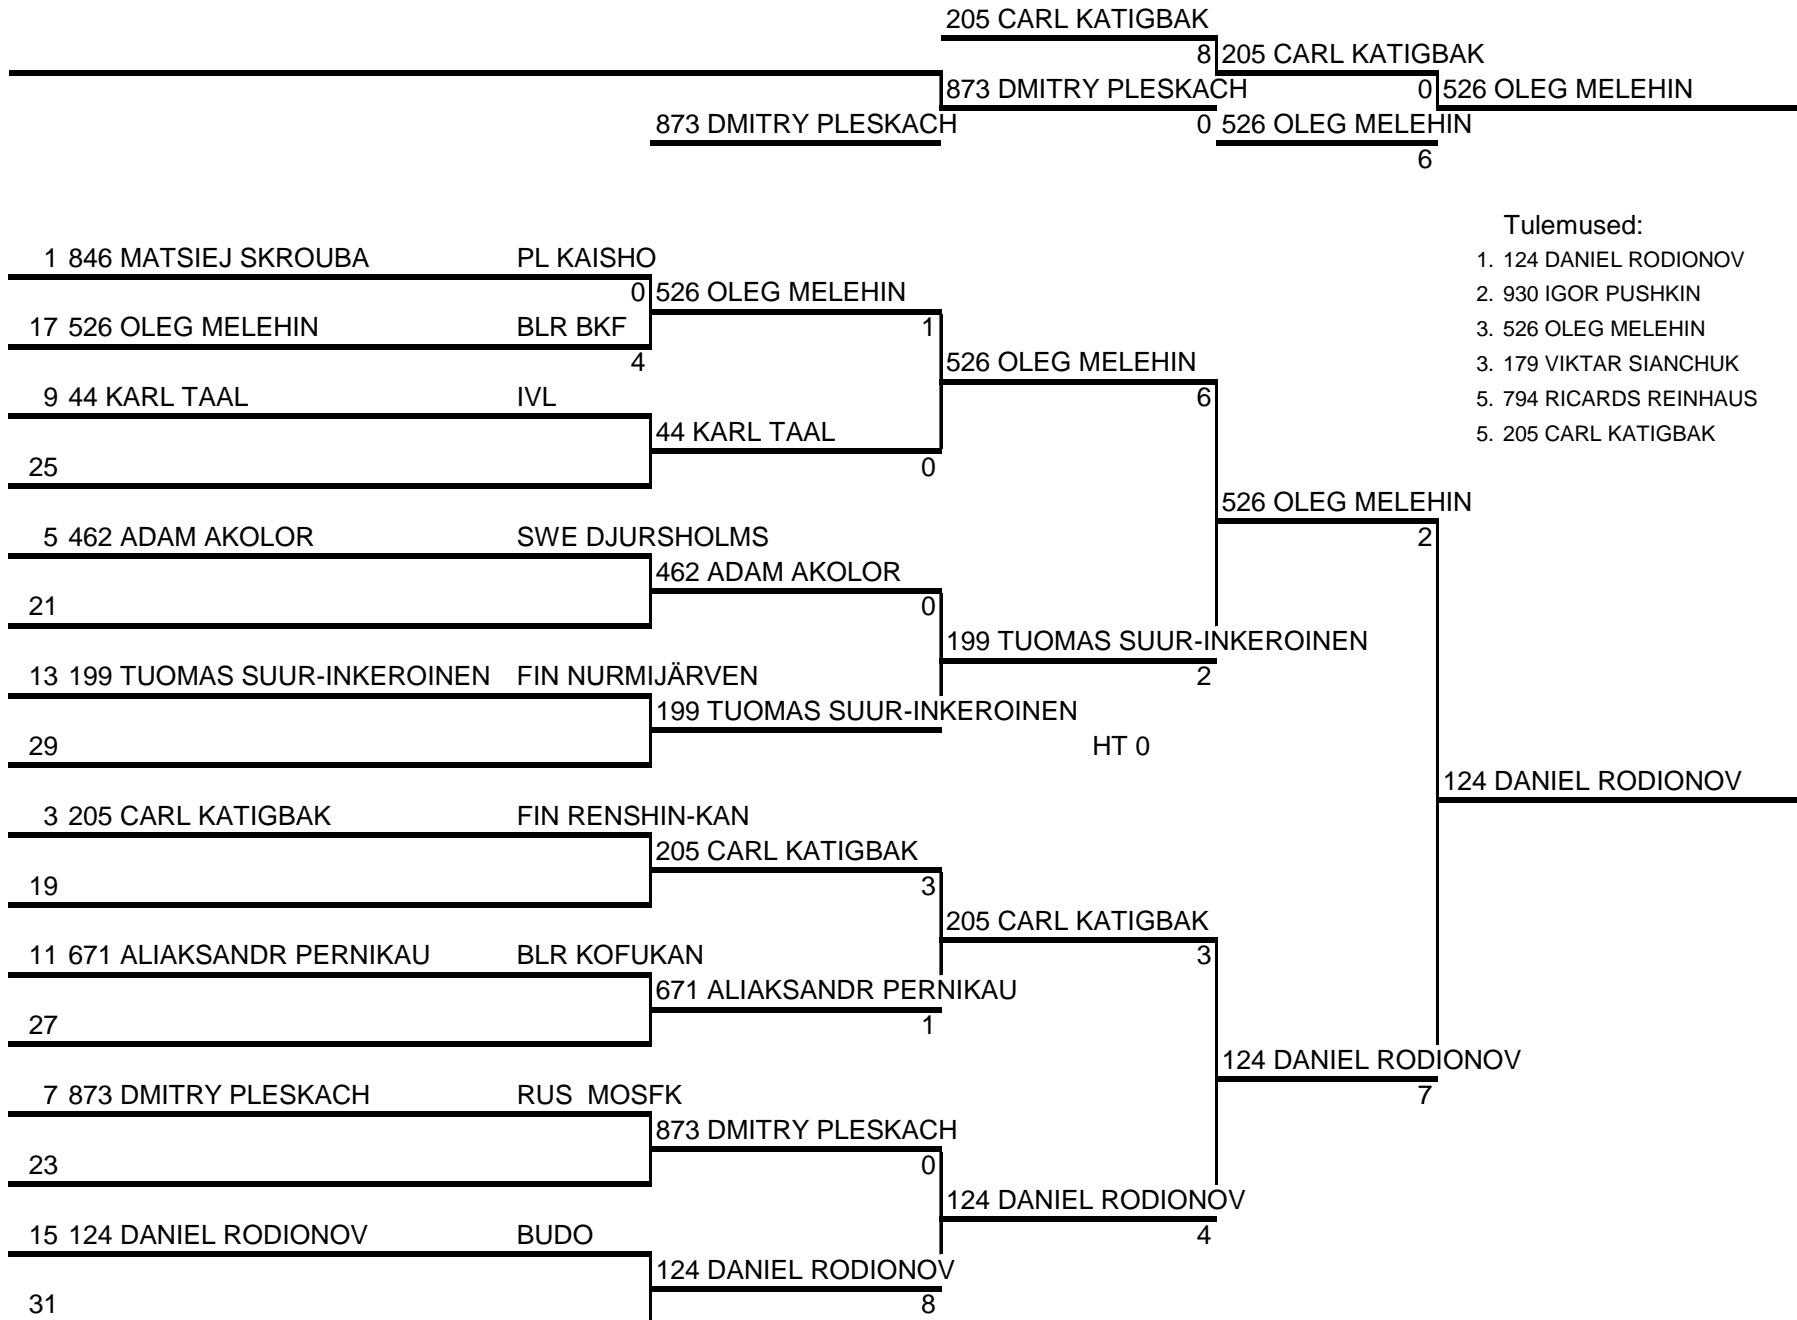 205 CARL KATIGBAK
8 205 CARL KATIGBAK
873 DMITRY PLESKACH 0 526 OLEG MELEHIN
873 DMITRY PLESKACH 0 526 OLEG MELEHIN
6
Tulemused:
1 846 MATSIEJ SKROUBA PL KAISHO 1. 124 DANIEL RODIONOV
0 526 OLEG MELEHIN 2. 930 IGOR PUSHKIN
17 526 OLEG MELEHIN BLR BKF 1 3. 526 OLEG MELEHIN
4 526 OLEG MELEHIN 3. 179 VIKTAR SIANCHUK
9 44 KARL TAAL IVL 6 5. 794 RICARDS REINHAUS
44 KARL TAAL 5. 205 CARL KATIGBAK
25 0
526 OLEG MELEHIN
5 462 ADAM AKOLOR SWE DJURSHOLMS 2
462 ADAM AKOLOR
21 0
199 TUOMAS SUUR-INKEROINEN
13 199 TUOMAS SUUR-INKEROINEN FIN NURMIJÄRVEN 2
199 TUOMAS SUUR-INKEROINEN
29 HT 0
124 DANIEL RODIONOV
3 205 CARL KATIGBAK FIN RENSHIN-KAN
205 CARL KATIGBAK
19 3
205 CARL KATIGBAK
11 671 ALIAKSANDR PERNIKAU BLR KOFUKAN 3
671 ALIAKSANDR PERNIKAU
27 1
124 DANIEL RODIONOV
7 873 DMITRY PLESKACH RUS MOSFK 7
873 DMITRY PLESKACH
23 0
124 DANIEL RODIONOV
15 124 DANIEL RODIONOV BUDO 4
124 DANIEL RODIONOV
31 8